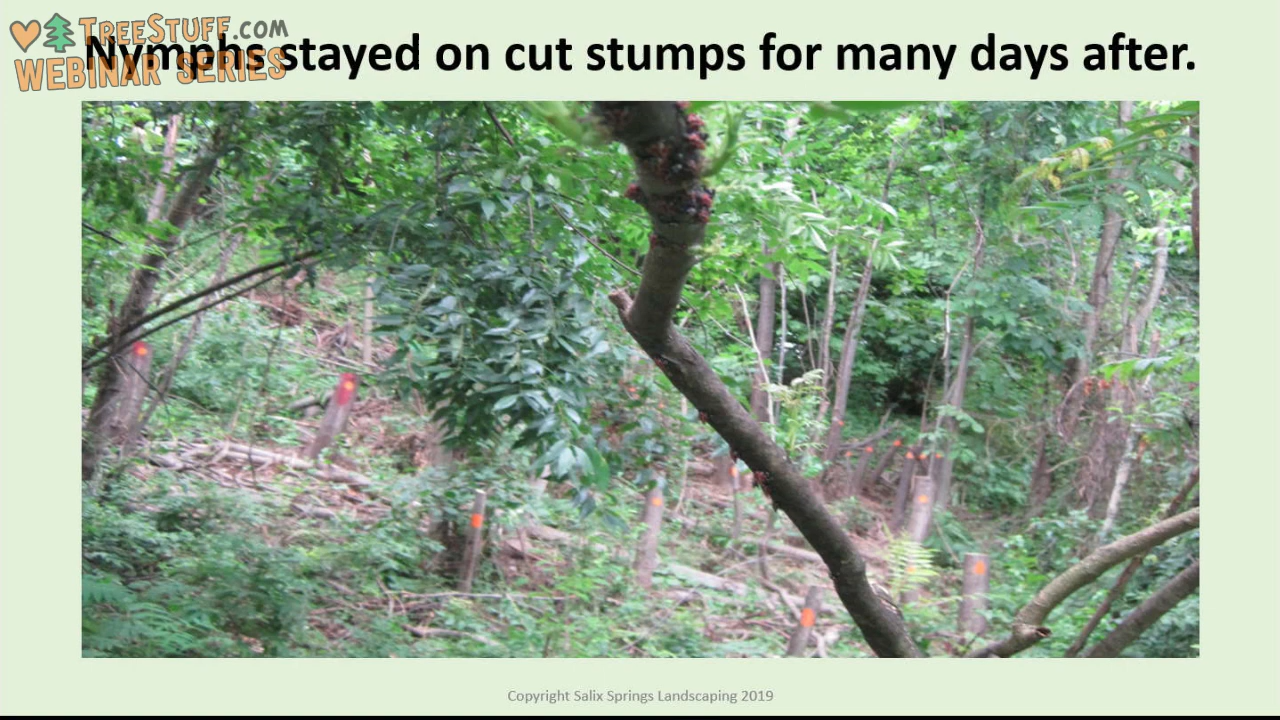 TreeStuff.com
WEBINAR SERIES
Nymphs stayed on cut stumps for many days after.
Copyright Salix Springs Landscaping 2019